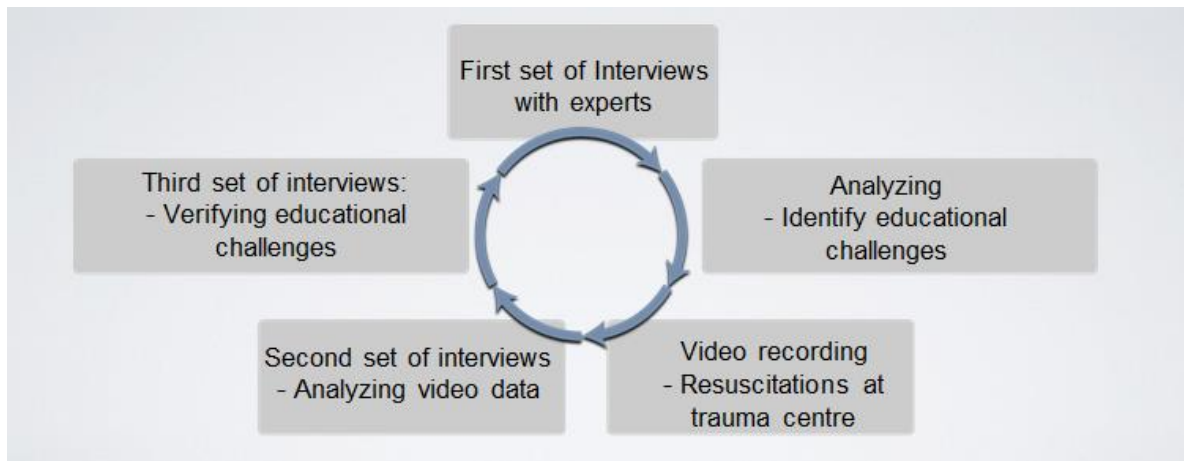 First set of Interviews
with experts
Analyzing
- Identify educational
challenges
Video recording
- Resuscitations at
trauma centre
Second set of interviews
- Analyzing video data
Third set of interviews:
- Verifying educational
challenges